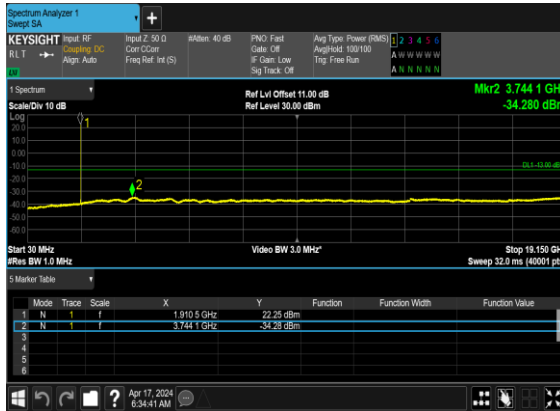 Spectrum Analyzer 1
Swept SA
+
KEYSIGHT Input: RF Input Z: 50 Ω #Atten: 40 dB PNO: Fast Avg Type: Power (RMS) 1 2 3 4 5 6
RLT Coupling: DC Corr CCorr Gate: Off Avg|Hold: 100/100 A W W W W W
Align: Auto Freq Ref: Int (S) IF Gain: Low Trig: Free Run
Sig Track: Off A N N N N N
1 Spectrum
Ref Lvl Offset 11.00 dB Mkr2 3.744 1 GH
Scale/Div 10 dB Ref Level 30.00 dBm -34.280 dBm
Log
20.0
10.0
0.00
-10.0
-20.0
-30.0
-40.0
-50.0
-60.0
1
DL1 -13.00 dB
2
Start 30 MHz Video BW 3.0 MHz* Stop 19.150 GH
#Res BW 1.0 MHz Sweep 32.0 ms (40001 pt
5 Marker Table
Mode Trace Scale X Y Function Function Width Function Value
1 N 1 f 1.910 5 GHz 22.25 dBm
2 N 1 f 3.744 1 GHz -34.28 dBm
3
4
5
6
? Apr 17, 2024
6:34:41 AM